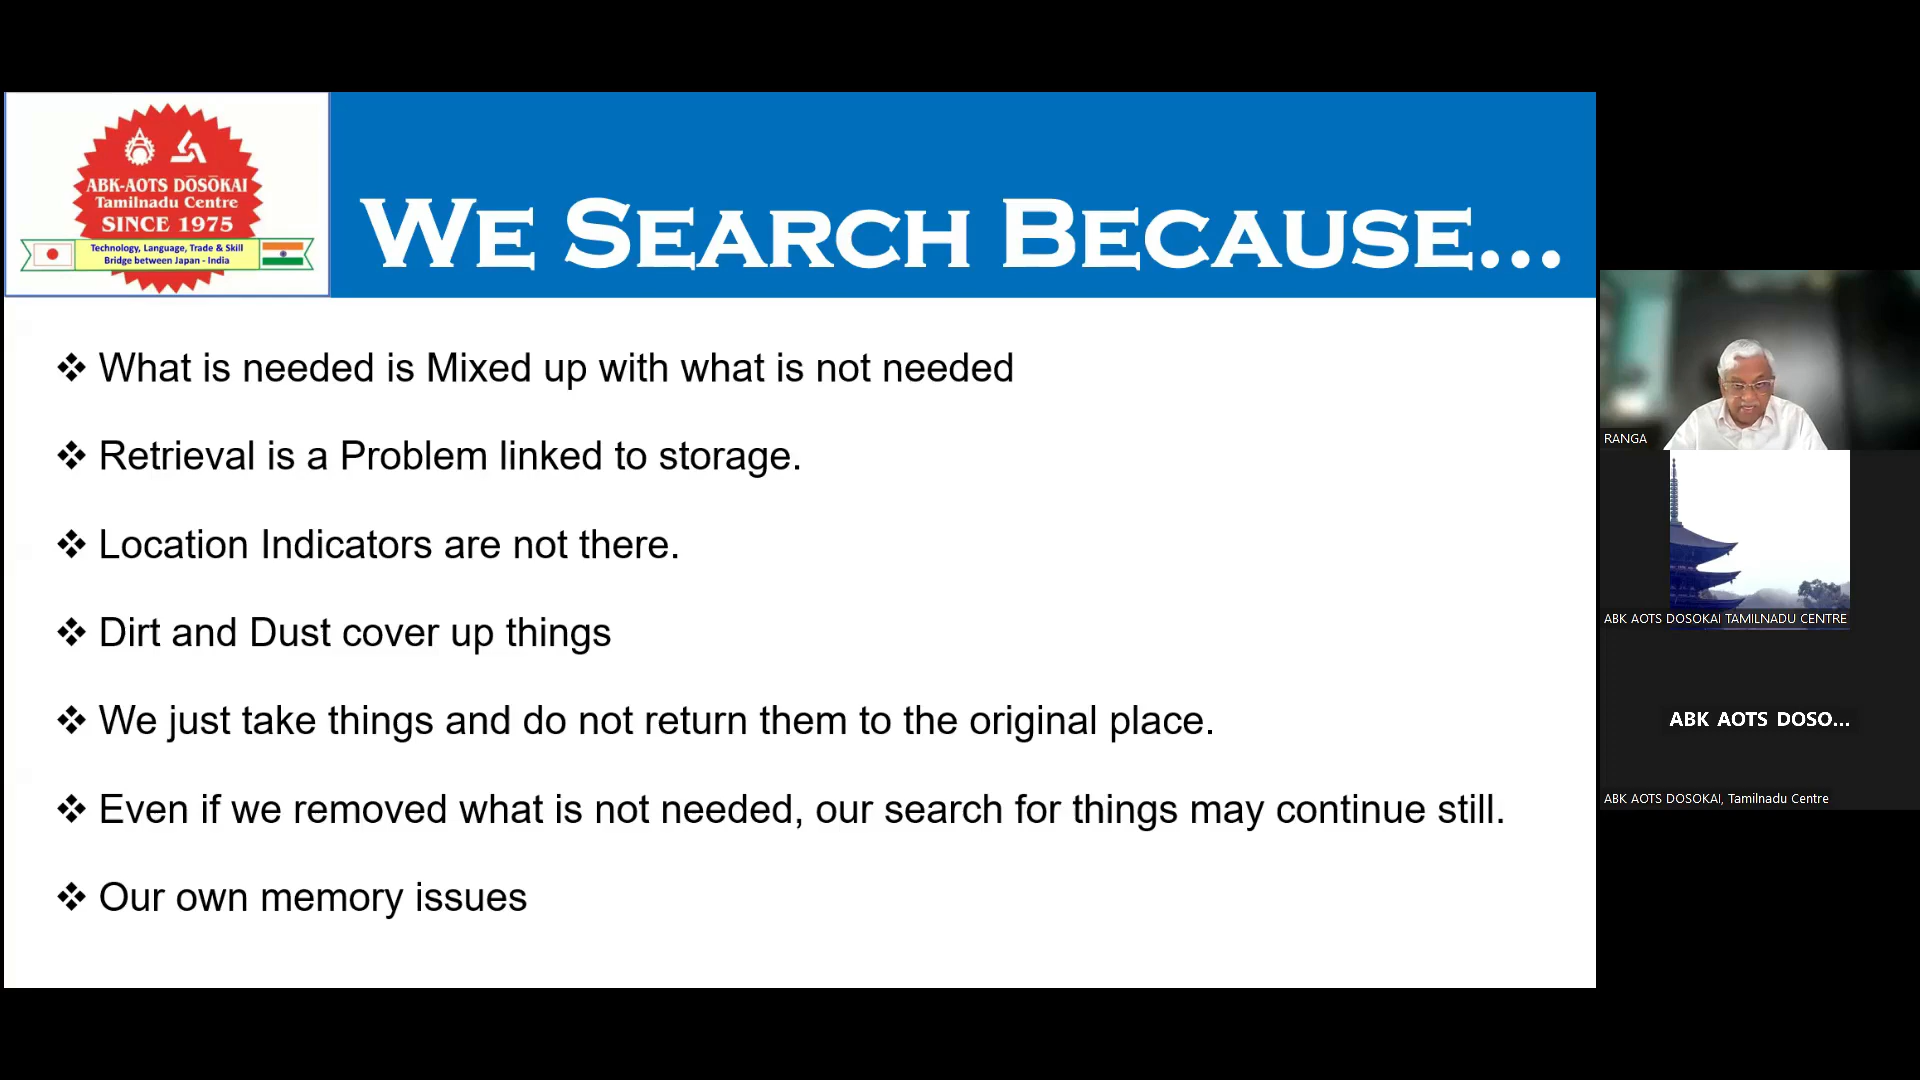 ABK-AOTS DŌSŌKAI
Tamilnadu Centre
SINCE 1975
Technology, Language, Trade & Skill
Bridge between Japan - India
WE SEARCH BECAUSE...
❖ What is needed is Mixed up with what is not needed
❖ Retrieval is a Problem linked to storage.
❖ Location Indicators are not there.
❖ Dirt and Dust cover up things
❖ We just take things and do not return them to the original place.
❖ Even if we removed what is not needed, our search for things may continue still.
❖ Our own memory issues
RANGA
ABK AOTS DOSOKAI TAMILNADU CENTRE
ABK AOTS DOSO...
ABK AOTS DOSOKAI, Tamilnadu Centre